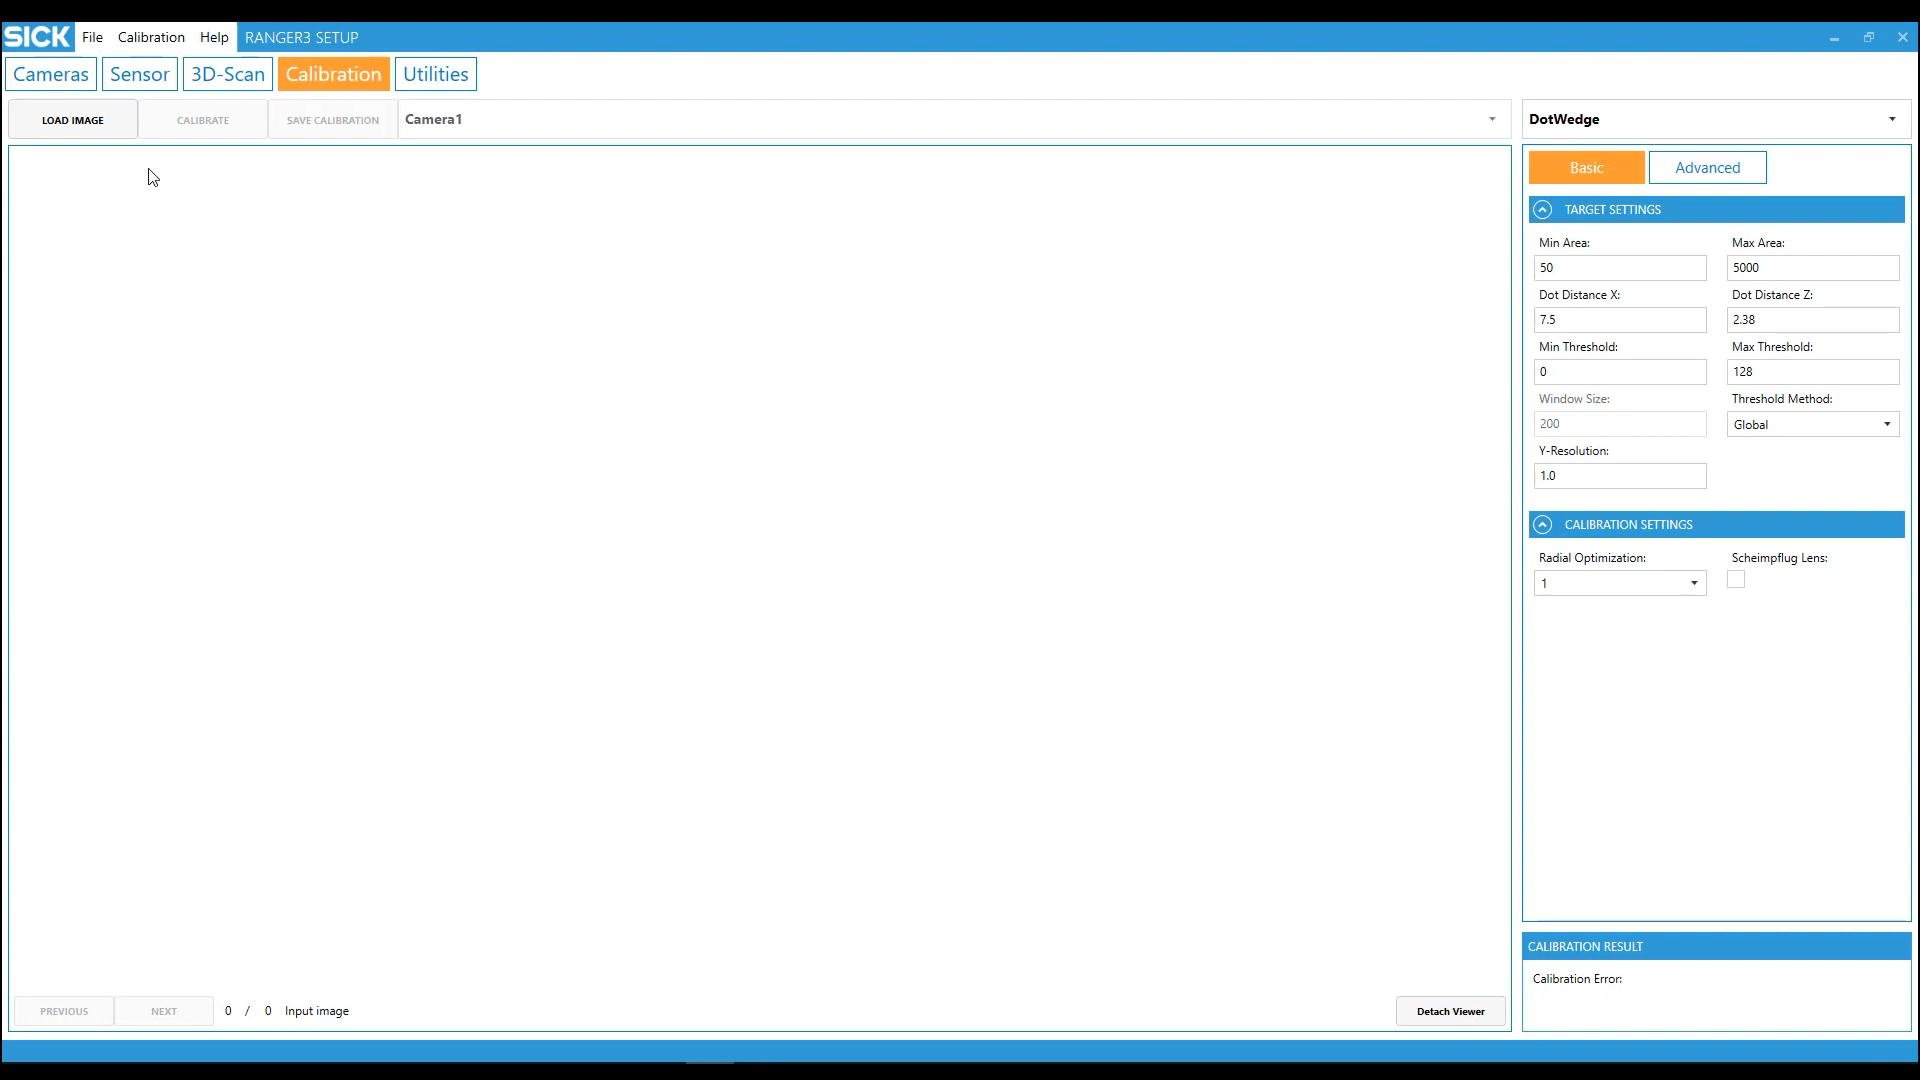 SICK File Calibration Help RANGER3 SETUP
Cameras Sensor 3D-Scan Calibration Utilities
LOAD IMAGE CALIBRATE SAVE CALIBRATION Camera1 DotWedge
Basic Advanced
TARGET SETTINGS
Min Area: Max Area:
50 5000
Dot Distance X: Dot Distance Z:
7.5 2.38
Min Threshold: Max Threshold:
0 128
Window Size: Threshold Method:
200 Global
Y-Resolution:
1.0
CALIBRATION SETTINGS
Radial Optimization: Scheimpflug Lens:
1
CALIBRATION RESULT
Calibration Error:
PREVIOUS NEXT 0 / 0 Input image Detach Viewer